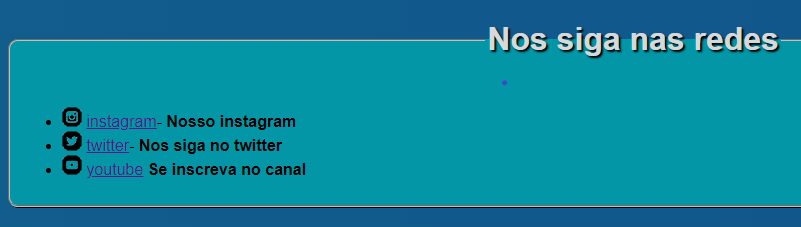 Nos siga nas redes
instagram- Nosso instagram
twitter- Nos siga no twitter
youtube Se inscreva no canal